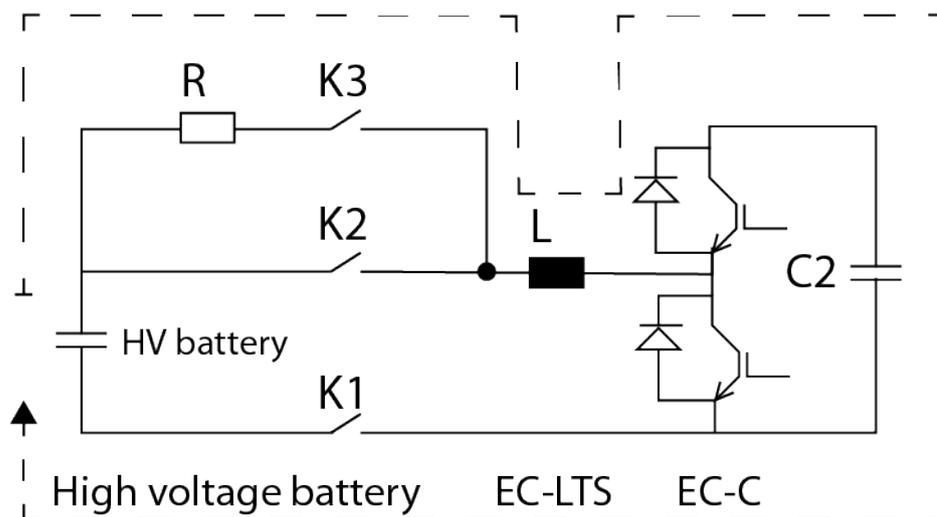 R
K3
K2
L
C2
HV battery
K1
High voltage battery
EC-LTS
EC-C